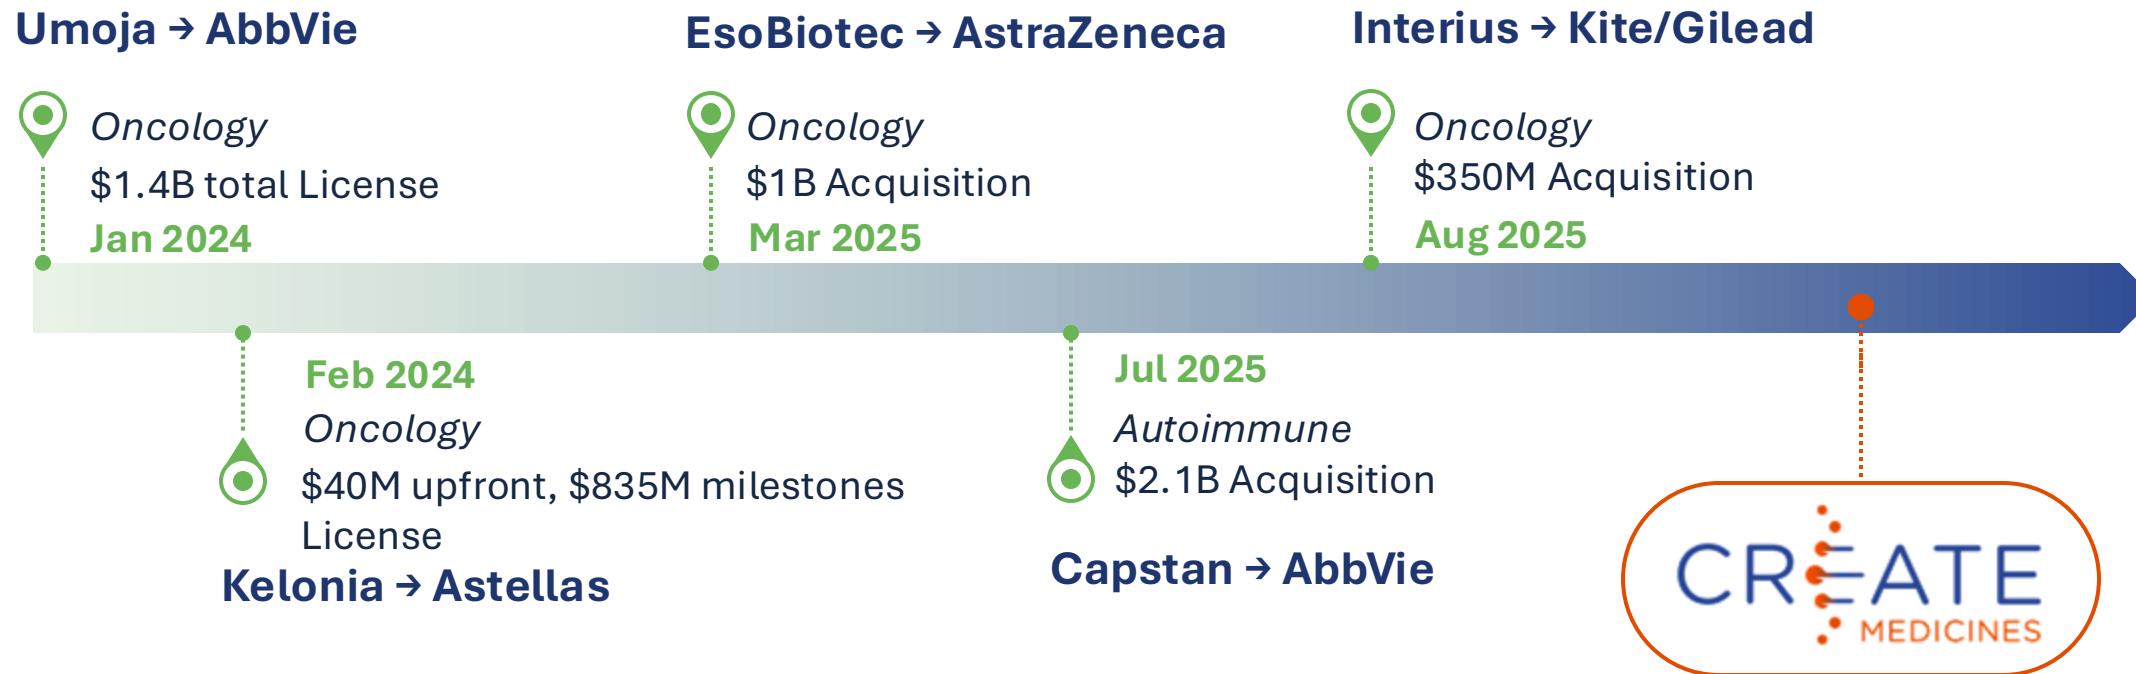 Umoja → AbbVie
Oncology
$1.4B total License
Jan 2024
EsoBiotec → AstraZeneca
Oncology
$1B Acquisition
Mar 2025
Interius → Kite/Gilead
Oncology
$350M Acquisition
Aug 2025
Feb 2024
Oncology
$40M upfront, $835M milestones
License
Kelonia → Astellas
Jul 2025
Autoimmune
$2.1B Acquisition
Capstan → AbbVie
CREATE
MEDICINES